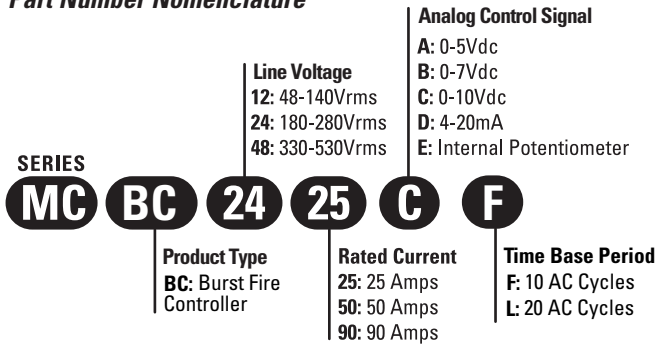 Part Number Nomenclature
Analog Control Signal
A: 0-5Vdc
B: 0-7Vdc
C: 0-10Vdc
D: 4-20mA
E: Internal Potentiometer
Line Voltage
12: 48-140Vrms
24: 180-280Vrms
48: 330-530Vrms
SERIES
MC BC 24 25 C F
Product Type
BC: Burst Fire
Controller
Rated Current
25: 25 Amps
50: 50 Amps
90: 90 Amps
Time Base Period
F: 10 AC Cycles
L: 20 AC Cycles